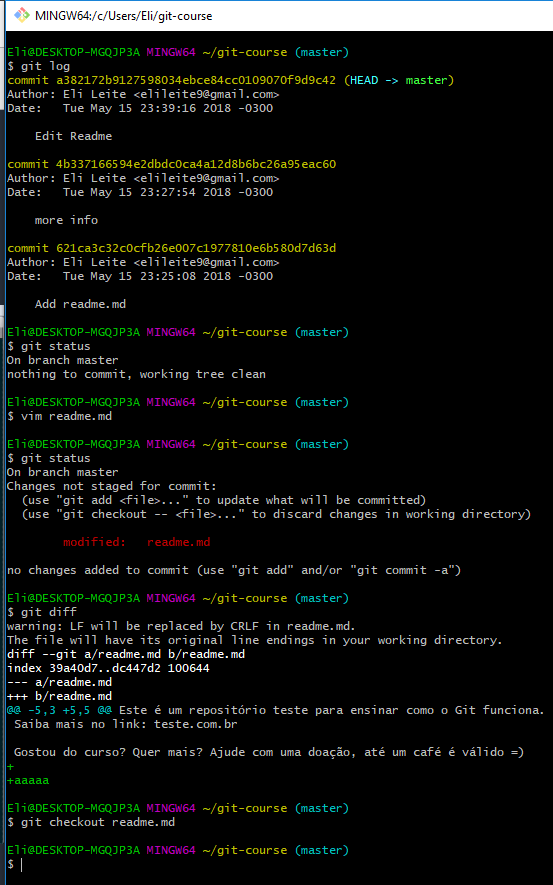 MINGW64:/c/Users/Eli/git-course
Eli@DESKTOP-MGQJP3A MINGW64 ~/git-course (master)
$ git log
commit a382172b9127598034ebce84cc0109070f9d9c42 (HEAD -> master)
Author: Eli Leite <elileite9@gmail.com>
Date:   Tue May 15 23:39:16 2018 -0300
    Edit Readme
commit 4b337166594e2dbdc0ca4a12d8b6bc26a95eac60
Author: Eli Leite <elileite9@gmail.com>
Date:   Tue May 15 23:27:54 2018 -0300
    more info
commit 621ca3c32c0cfb26e007c1977810e6b580d7d63d
Author: Eli Leite <elileite9@gmail.com>
Date:   Tue May 15 23:25:08 2018 -0300
    Add readme.md
Eli@DESKTOP-MGQJP3A MINGW64 ~/git-course (master)
$ git status
On branch master
nothing to commit, working tree clean
Eli@DESKTOP-MGQJP3A MINGW64 ~/git-course (master)
$ vim readme.md
Eli@DESKTOP-MGQJP3A MINGW64 ~/git-course (master)
$ git status
On branch master
Changes not staged for commit:
  (use "git add <file>..." to update what will be committed)
  (use "git checkout -- <file>..." to discard changes in working directory)
        modified:   readme.md
no changes added to commit (use "git add" and/or "git commit -a")
Eli@DESKTOP-MGQJP3A MINGW64 ~/git-course (master)
$ git diff
warning: LF will be replaced by CRLF in readme.md.
The file will have its original line endings in your working directory.
diff --git a/readme.md b/readme.md
index 39a40d7..dc447d2 100644
--- a/readme.md
+++ b/readme.md
@@ -5,3 +5,5 @@ Este é um repositório teste para ensinar como o Git funciona.
 Saiba mais no link: teste.com.br
 Gostou do curso? Quer mais? Ajude com uma doação, até um café é válido =)
+
+aaaaa
Eli@DESKTOP-MGQJP3A MINGW64 ~/git-course (master)
$ git checkout readme.md
Eli@DESKTOP-MGQJP3A MINGW64 ~/git-course (master)
$